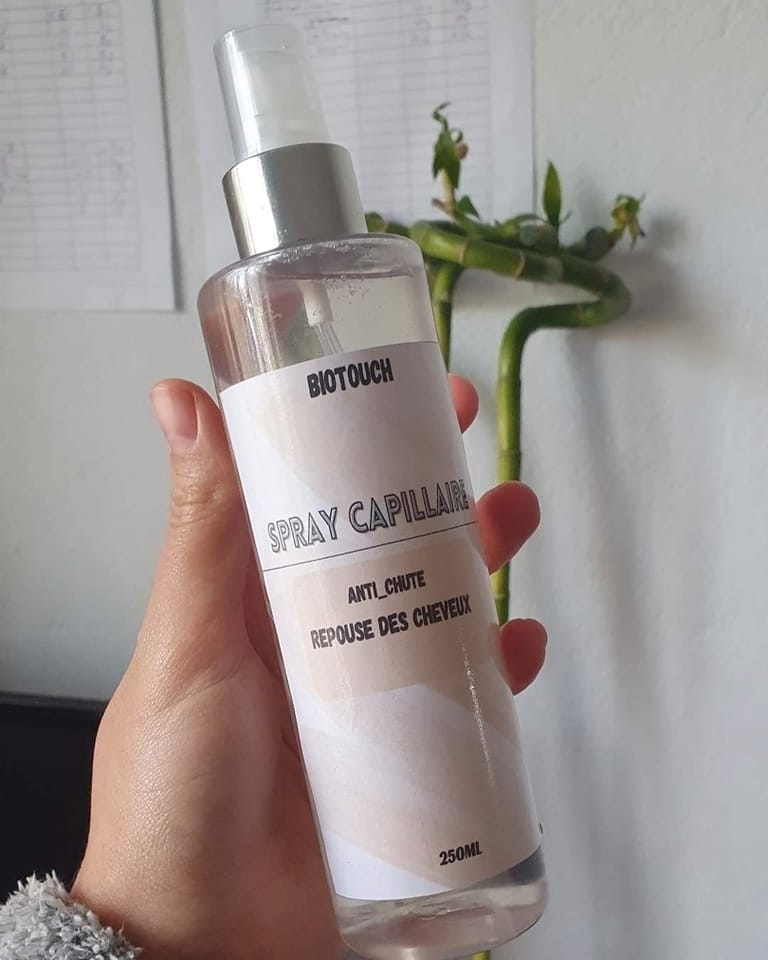 BIOTOUCH
SPRAY CAPILLAIRE
ANTI_CHUTE
REPOUSE DES CHEVEUX
250ML